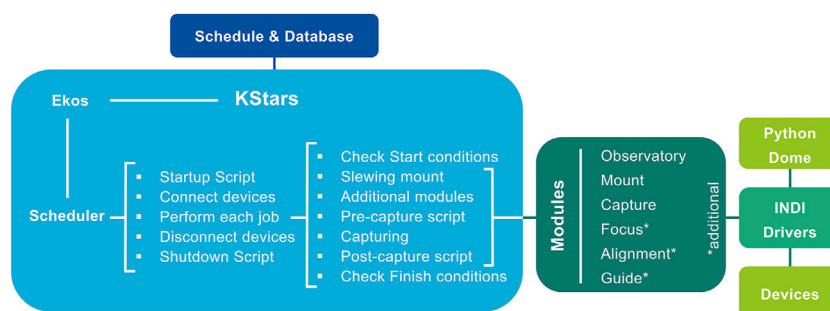 Schedule & Database
Ekos
KStars
Scheduler
Startup Script
Connect devices
Perform each job
Disconnect devices
Shutdown Script
Check Start conditions
Slewing mount
Additional modules
Pre-capture script
Capturing
Post-capture script
Check Finish conditions
Modules
Observatory
Mount
Capture
Focus*
Alignment*
Guide*
*additional
Python
Dome
INDI
Drivers
Devices